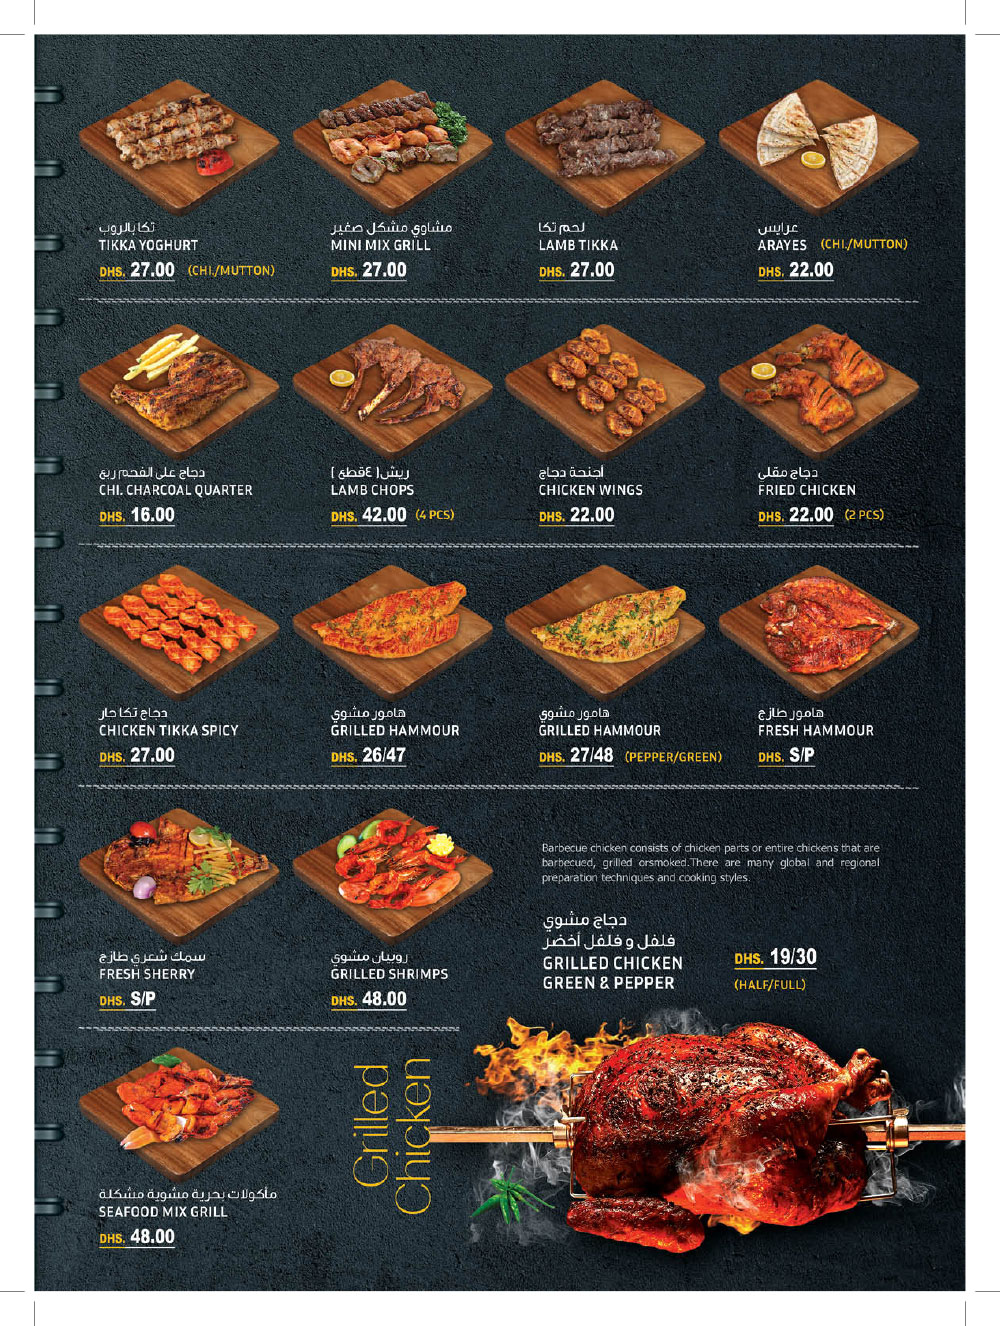 تكا بالروب
TIKKA YOGHURT
DHS. 27.00 (CHI./MUTTON)
مشاوي مشكل صغير
MINI MIX GRILL
DHS. 27.00
لحم تكا
LAMB TIKKA
DHS. 27.00
عرايس
ARAYES (CHI./MUTTON)
DHS. 22.00
دجاج على الفحم ربع
CHI. CHARCOAL QUARTER
DHS. 16.00
ريش( ٤قطع )
LAMB CHOPS
DHS. 42.00 (4 PCS)
أجنحة دجاج
CHICKEN WINGS
DHS. 22.00
دجاج مقلي
FRIED CHICKEN
DHS. 22.00 (2 PCS)
دجاج تكا حار
CHICKEN TIKKA SPICY
DHS. 27.00
هامور مشوي
GRILLED HAMMOUR
DHS. 26/47
هامور مشوي
GRILLED HAMMOUR
DHS. 27/48 (PEPPER/GREEN)
هامور طازج
FRESH HAMMOUR
DHS. S/P
سمك شعري طازج
FRESH SHERRY
DHS. S/P
روبيان مشوي
GRILLED SHRIMPS
DHS. 48.00
Barbecue chicken consists of chicken parts or entire chickens that are
barbecued, grilled orsmoked.There are many global and regional
preparation techniques and cooking styles.
دجاج مشوي
فلفل و فلفل أخضر
GRILLED CHICKEN
GREEN & PEPPER
DHS. 19/30
(HALF/FULL)
مأكولات بحرية مشوية مشكلة
SEAFOOD MIX GRILL
DHS. 48.00
Grilled
Chicken